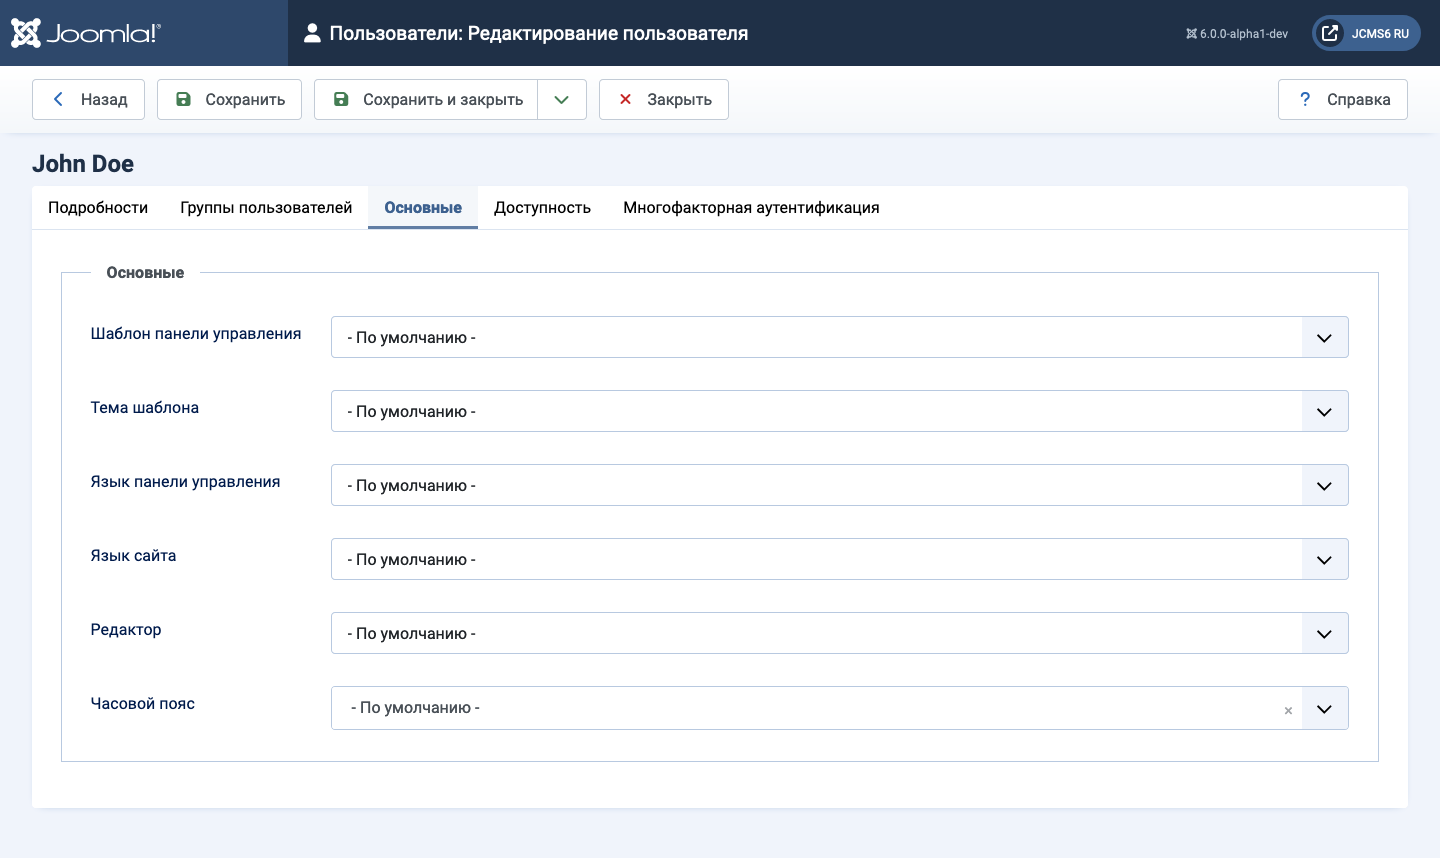 Joomla!®
Пользователи: Редактирование пользователя
6.0.0-alpha1-dev
JCMS6 RU
Назад
Сохранить
Сохранить и закрыть
Закрыть
? Справка
John Doe
Подробности
Группы пользователей
Основные
Доступность
Многофакторная аутентификация
Основные
Шаблон панели управления
- По умолчанию -
Тема шаблона
- По умолчанию -
Язык панели управления
- По умолчанию -
Язык сайта
- По умолчанию -
Редактор
- По умолчанию -
Часовой пояс
- По умолчанию -